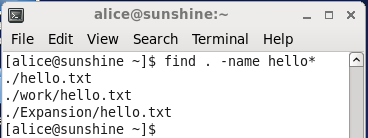 alice@sunshine:~
File Edit View Search Terminal Help
[alice@sunshine ~]$ find . -name hello*
./hello.txt
./work/hello.txt
./Expansion/hello.txt
[alice@sunshine ~]$